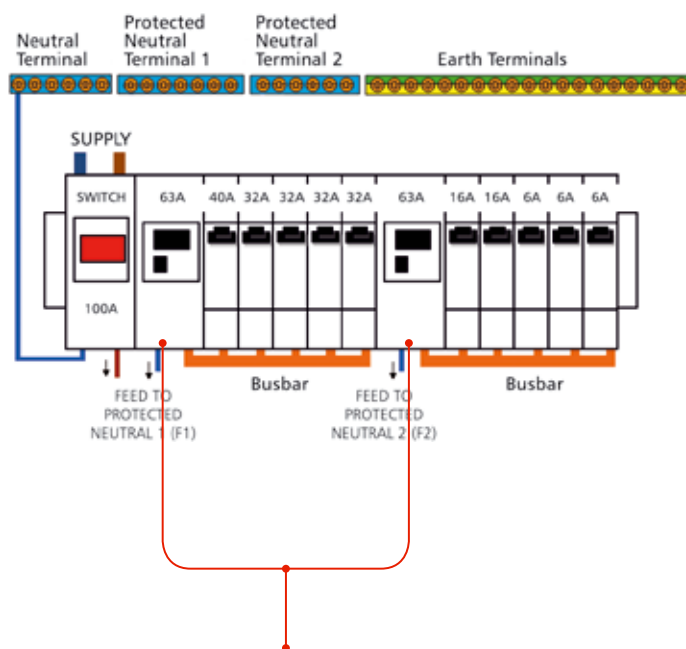 Neutral
Terminal
Protected
Neutral
Terminal 1
Protected
Neutral
Terminal 2
Earth Terminals
SUPPLY
SWITCH
63A
40A
32A
32A
32A
32A
63A
16A
16A
6A
6A
6A
100A
Busbar
Busbar
FEED TO
PROTECTED
NEUTRAL 1 (F1)
FEED TO
PROTECTED
NEUTRAL 2 (F2)